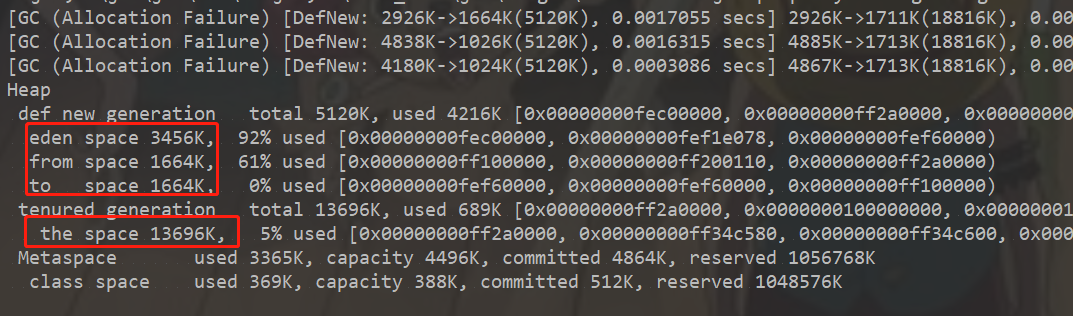 [GC (Allocation Failure) [DefNew: 2926K->1664K(5120K), 0.0017055 secs] 2926K->1711K(18816K), 0.00
[GC (Allocation Failure) [DefNew: 4838K->1026K(5120K), 0.0016315 secs] 4885K->1713K(18816K), 0.00
[GC (Allocation Failure) [DefNew: 4180K->1024K(5120K), 0.0003086 secs] 4867K->1713K(18816K), 0.00
Heap
def new generation total 5120K, used 4216K [0x00000000fec00000, 0x00000000ff2a0000, 0x00000000
eden space 3456K, 92% used [0x00000000fec00000, 0x00000000fef1e078, 0x00000000fef60000)
from space 1664K, 61% used [0x00000000ff100000, 0x00000000ff200110, 0x00000000ff2a0000)
to space 1664K, 0% used [0x00000000fef60000, 0x00000000fef60000, 0x00000000ff100000)
tenured generation total 13696K, used 689K [0x00000000ff2a0000, 0x0000000100000000, 0x00000001
the space 13696K, 5% used [0x00000000ff2a0000, 0x00000000ff34c580, 0x00000000ff34c600, 0x000
Metaspace used 3365K, capacity 4496K, committed 4864K, reserved 1056768K
class space used 369K, capacity 388K, committed 512K, reserved 1048576K